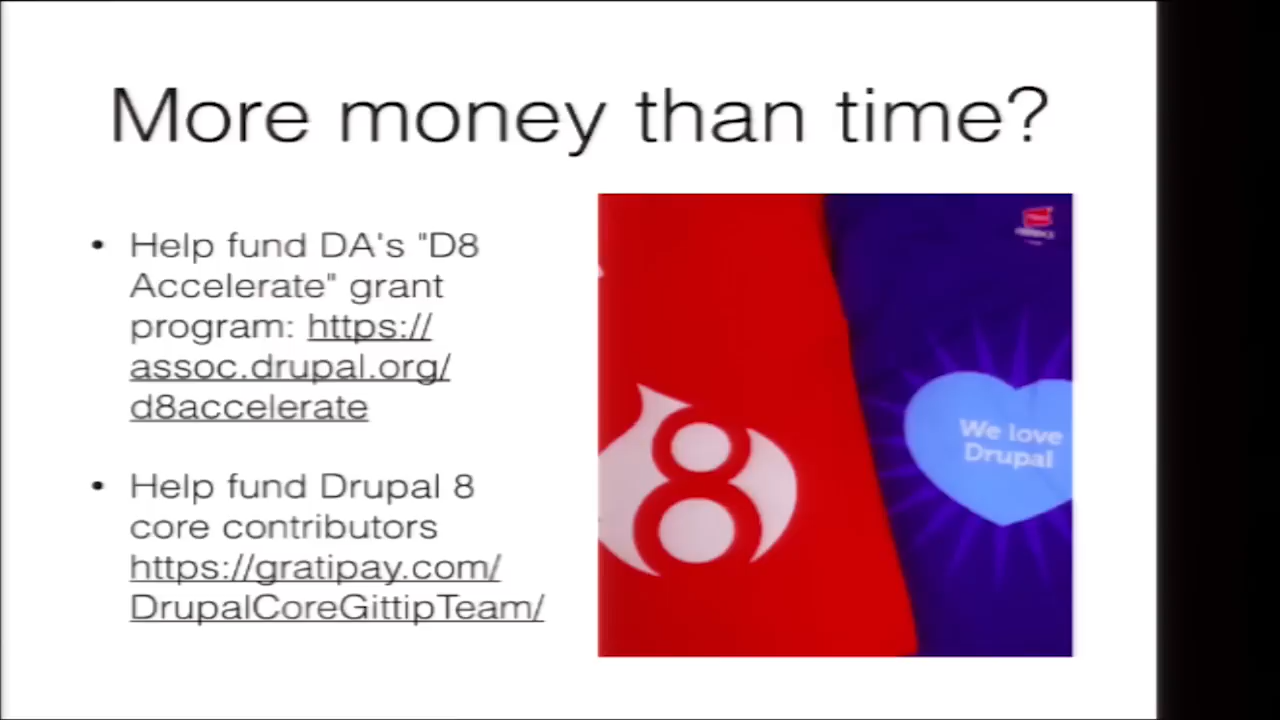 More money than time?
• Help fund DA's "D8
Accelerate" grant
program: https://
assoc.drupal.org/
d8accelerate
• Help fund Drupal 8
core contributors
https://gratipay.com/
DrupalCoreGittipTeam/
8
We love
Drupal